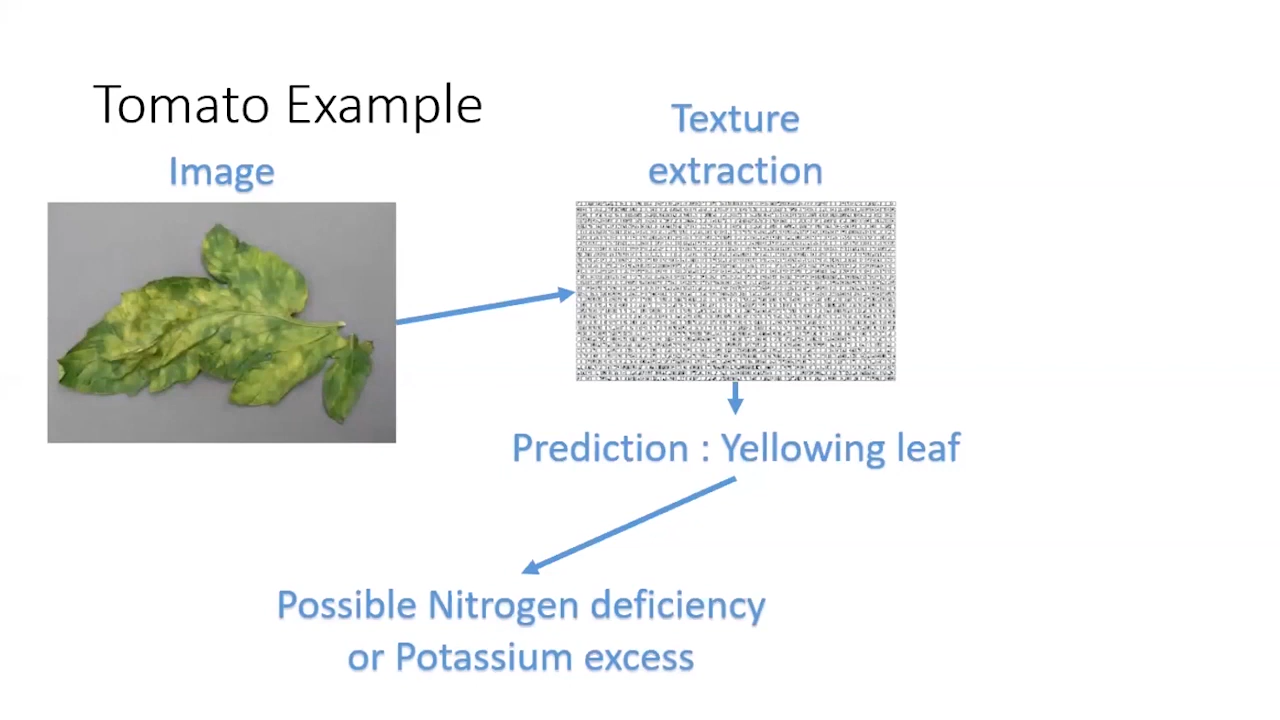 Tomato Example
Image
Texture
extraction
Prediction : Yellowing leaf
Possible Nitrogen deficiency
or Potassium excess